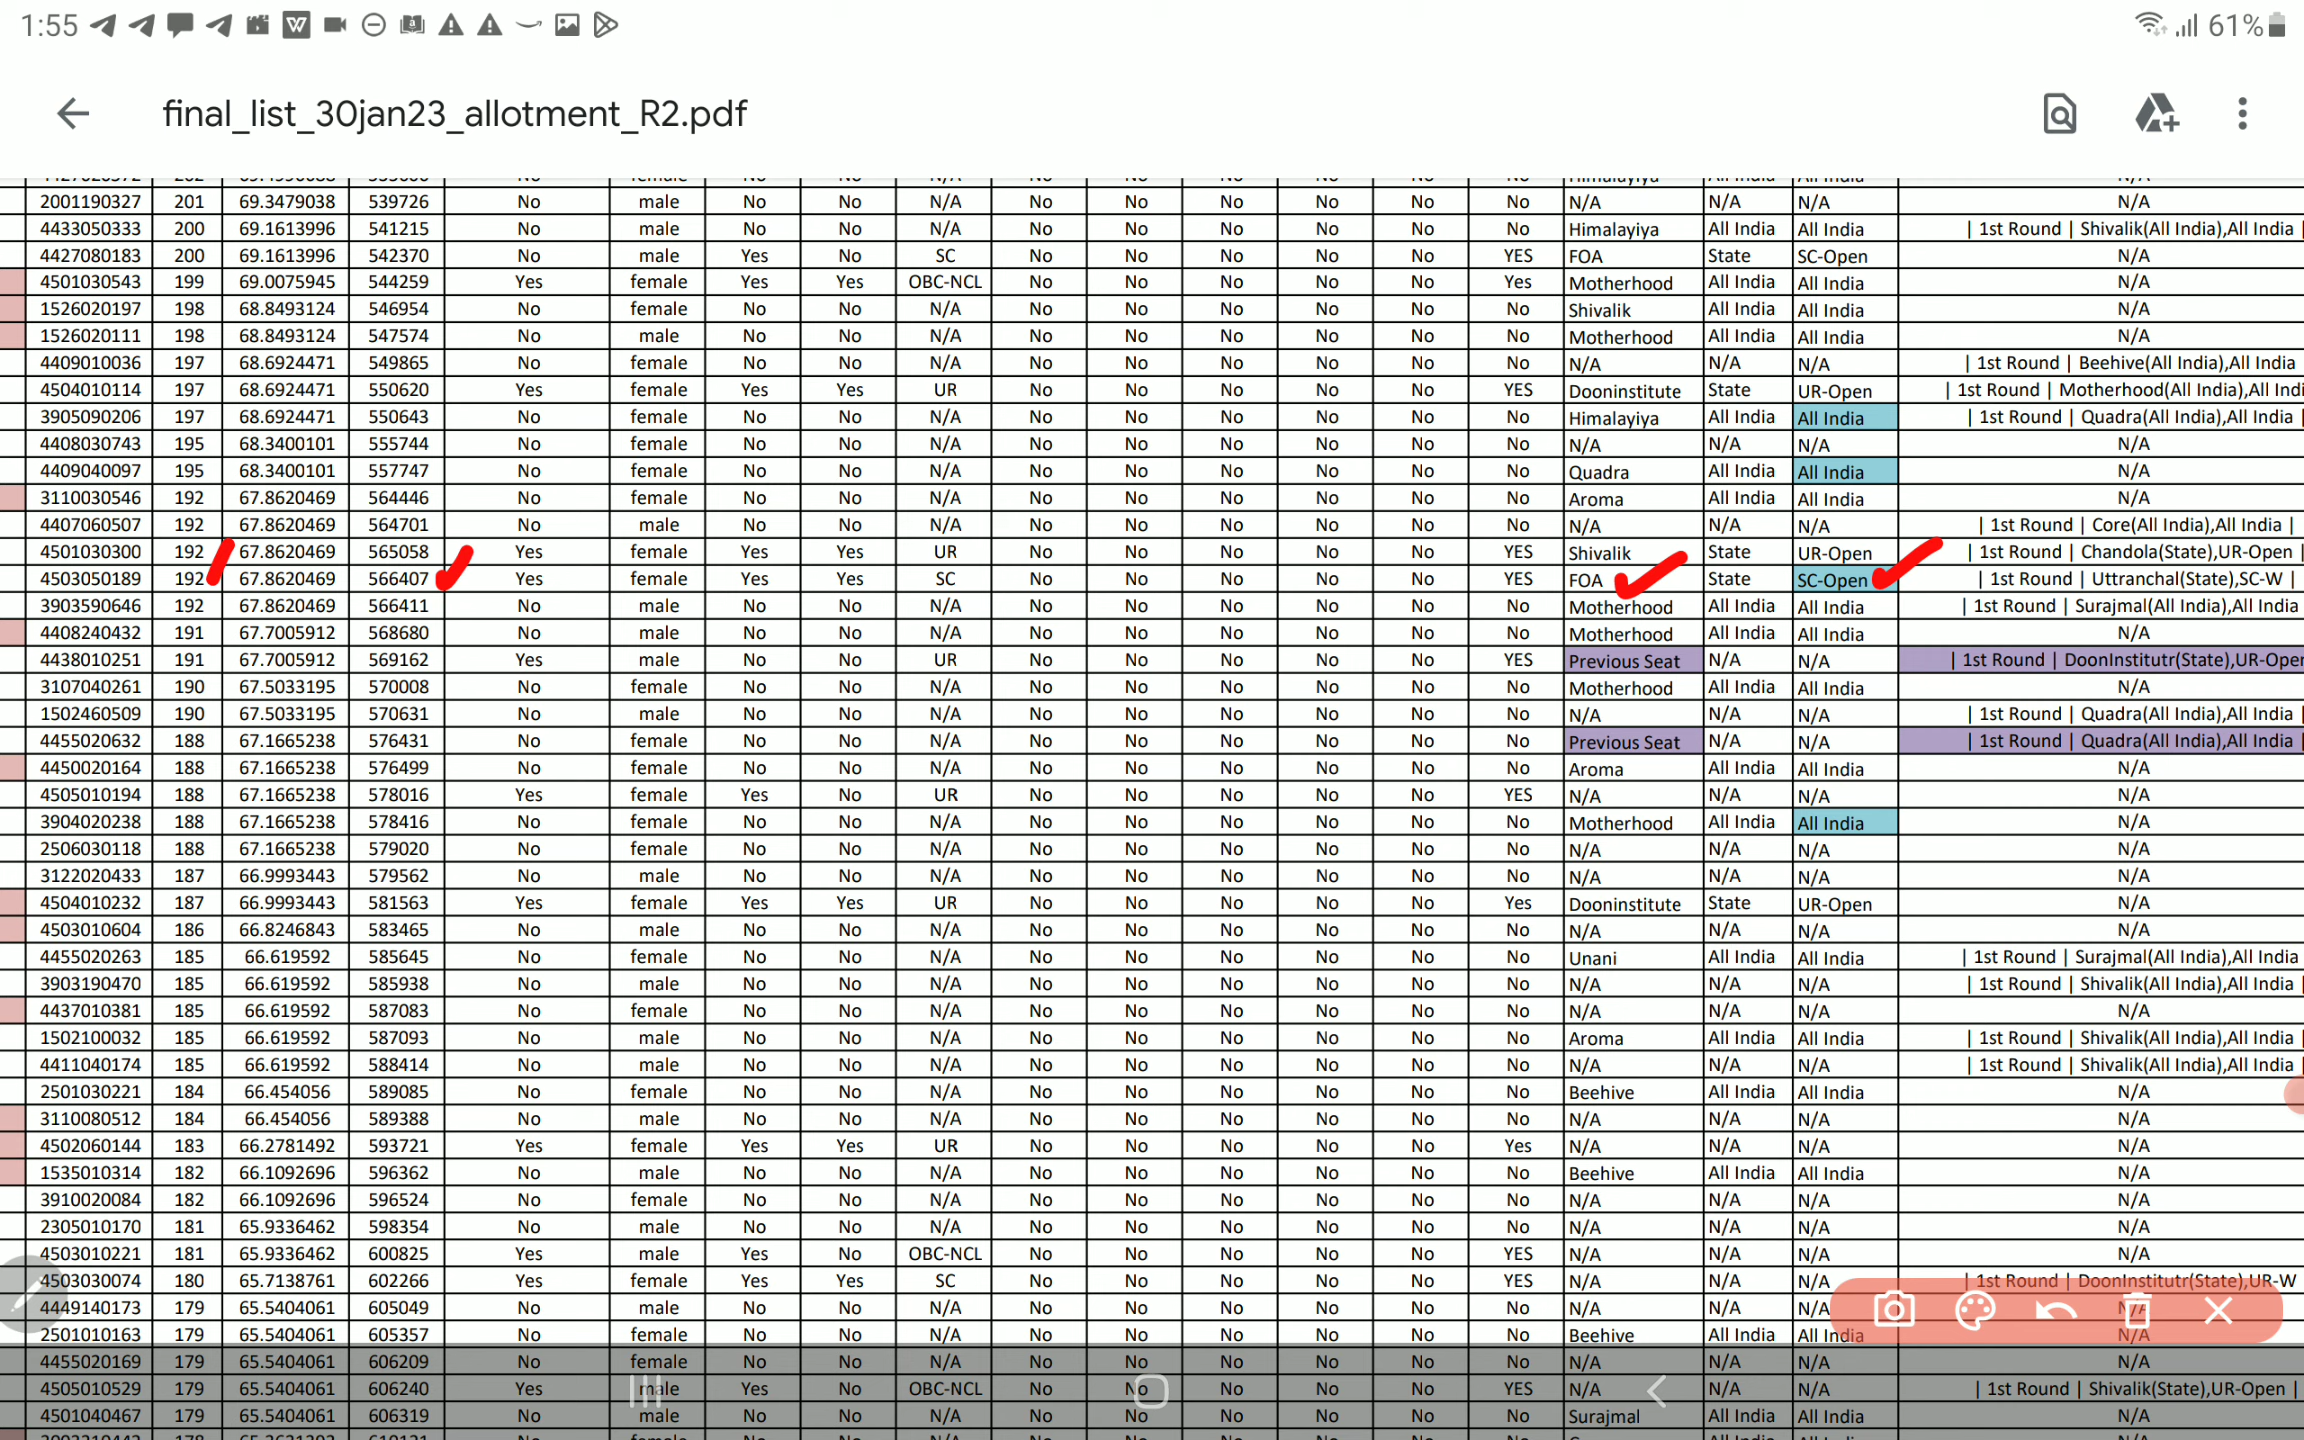 1:55 61%
final_list_30jan23_allotment_R2.pdf
2001190327 201 69.3479038 539726 No male No No N/A No No No No No No N/A N/A N/A N/A
4433050333 200 69.1613996 541215 No male No No N/A No No No No No No Himalayiya All India All India | 1st Round | Shivalik(All India),All India |
4427080183 200 69.1613996 542370 No male Yes No SC No No No No No YES FOA State SC-Open N/A
4501030543 199 69.0075945 544259 Yes female Yes Yes OBC-NCL No No No No No Yes Motherhood All India All India N/A
1526020197 198 68.8493124 546954 No female No No N/A No No No No No No Shivalik All India All India N/A
1526020111 198 68.8493124 547574 No male No No N/A No No No No No No Motherhood All India All India N/A
4409010036 197 68.6924471 549865 No female No No N/A No No No No No No N/A N/A N/A | 1st Round | Beehive(All India),All India
4504010114 197 68.6924471 550620 Yes female Yes Yes UR No No No No No YES Dooninstitute State UR-Open | 1st Round | Motherhood(All India),All Indi
3905090206 197 68.6924471 550643 No female No No N/A No No No No No No Himalayiya All India All India | 1st Round | Quadra(All India),All India |
4408030743 195 68.3400101 555744 No female No No N/A No No No No No No N/A N/A N/A N/A
4409040097 195 68.3400101 557747 No female No No N/A No No No No No No Quadra All India All India N/A
3110030546 192 67.8620469 564446 No female No No N/A No No No No No No Aroma All India All India N/A
4407060507 192 67.8620469 564701 No male No No N/A No No No No No No N/A N/A N/A | 1st Round | Core(All India),All India |
4501030300 192 67.8620469 565058 Yes female Yes Yes UR No No No No No YES Shivalik State UR-Open | 1st Round | Chandola(State),UR-Open |
4503050189 192 67.8620469 566407 Yes female Yes Yes SC No No No No No YES FOA State SC-Open | 1st Round | Uttranchal(State),SC-W |
3903590646 192 67.8620469 566411 No male No No N/A No No No No No No Motherhood All India All India | 1st Round | Surajmal(All India),All India
4408240432 191 67.7005912 568680 No male No No N/A No No No No No No Motherhood All India All India N/A
4438010251 191 67.7005912 569162 Yes male No No UR No No No No No YES Previous Seat N/A N/A | 1st Round | DoonInstitutr(State),UR-Oper
3107040261 190 67.5033195 570008 No female No No N/A No No No No No No Motherhood All India All India N/A
1502460509 190 67.5033195 570631 No male No No N/A No No No No No No N/A N/A N/A | 1st Round | Quadra(All India),All India |
4455020632 188 67.1665238 576431 No female No No N/A No No No No No No Previous Seat N/A N/A | 1st Round | Quadra(All India),All India |
4450020164 188 67.1665238 576499 No female No No N/A No No No No No No Aroma All India All India N/A
4505010194 188 67.1665238 578016 Yes female Yes No UR No No No No No YES N/A N/A N/A N/A
3904020238 188 67.1665238 578416 No female No No N/A No No No No No No Motherhood All India All India N/A
2506030118 188 67.1665238 579020 No female No No N/A No No No No No No N/A N/A N/A N/A
3122020433 187 66.9993443 579562 No male No No N/A No No No No No No N/A N/A N/A N/A
4504010232 187 66.9993443 581563 Yes female Yes Yes UR No No No No No Yes Dooninstitute State UR-Open N/A
4503010604 186 66.8246843 583465 No male No No N/A No No No No No No N/A N/A N/A N/A
4455020263 185 66.619592 585645 No female No No N/A No No No No No No Unani All India All India | 1st Round | Surajmal(All India),All India
3903190470 185 66.619592 585938 No male No No N/A No No No No No No N/A N/A N/A | 1st Round | Shivalik(All India),All India |
4437010381 185 66.619592 587083 No female No No N/A No No No No No No N/A N/A N/A N/A
1502100032 185 66.619592 587093 No male No No N/A No No No No No No Aroma All India All India | 1st Round | Shivalik(All India),All India |
4411040174 185 66.619592 588414 No male No No N/A No No No No No No N/A N/A N/A | 1st Round | Shivalik(All India),All India |
2501030221 184 66.454056 589085 No female No No N/A No No No No No No Beehive All India All India N/A
3110080512 184 66.454056 589388 No male No No N/A No No No No No No N/A N/A N/A N/A
4502060144 183 66.2781492 593721 Yes female Yes Yes UR No No No No No Yes N/A N/A N/A N/A
1535010314 182 66.1092696 596362 No male No No N/A No No No No No No Beehive All India All India N/A
3910020084 182 66.1092696 596524 No female No No N/A No No No No No No N/A N/A N/A N/A
2305010170 181 65.9336462 598354 No male No No N/A No No No No No No N/A N/A N/A N/A
4503010221 181 65.9336462 600825 Yes male Yes No OBC-NCL No No No No No YES N/A N/A N/A N/A
4503030074 180 65.7138761 602266 Yes female Yes Yes SC No No No No No YES N/A N/A N/A | 1st Round | DoonInstitutr(State),UR-W
4449140173 179 65.5404061 605049 No male No No N/A No No No No No No N/A N/A N/A N/A
2501010163 179 65.5404061 605357 No female No No N/A No No No No No No Beehive All India All India N/A
4455020169 179 65.5404061 606209 No female No No N/A No No No No No No N/A N/A N/A N/A
4505010529 179 65.5404061 606240 Yes male Yes No OBC-NCL No No No No No YES N/A N/A N/A | 1st Round | Shivalik(State),UR-Open |
4501040467 179 65.5404061 606319 No male No No N/A No No No No No No Surajmal All India All India N/A